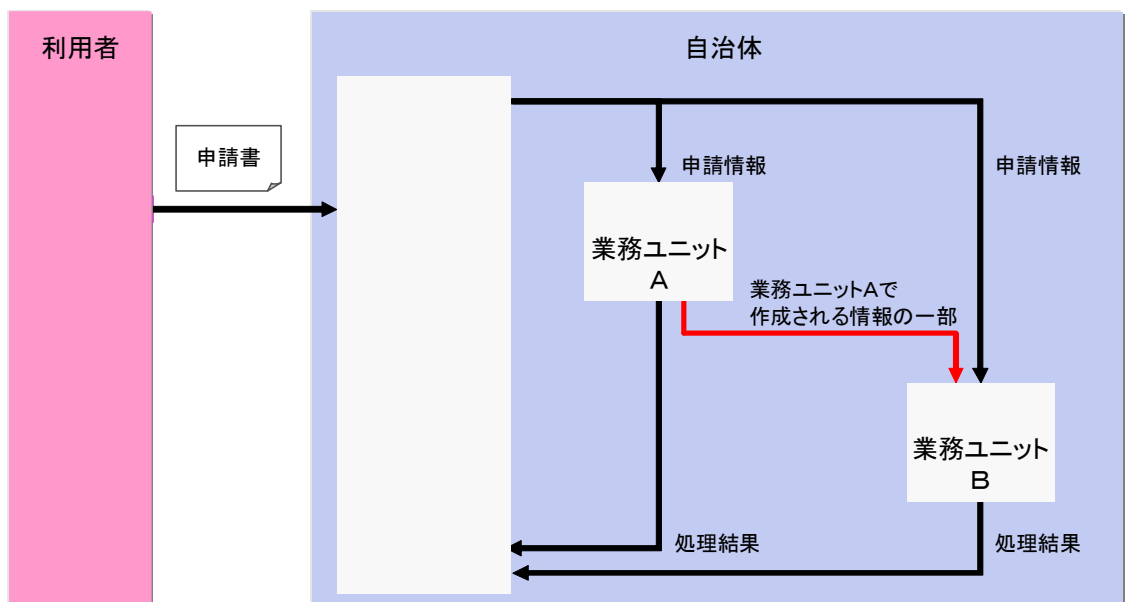 利用者
自治体
申請書
申請情報
申請情報
業務ユニット
A
業務ユニットAで
作成される情報の一部
業務ユニット
B
処理結果
処理結果